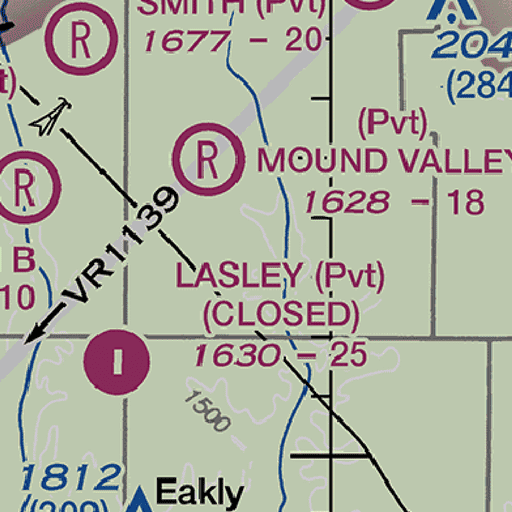 SMITH (Pvt)
1677 - 20
R
204
(284
t)
(Pvt)
R
MOUND VALLEY
1628 - 18
R
VR1139
B
10
LASLEY (Pvt)
(CLOSED)
1630 - 25
I
1500
1812
Eakly
((209)